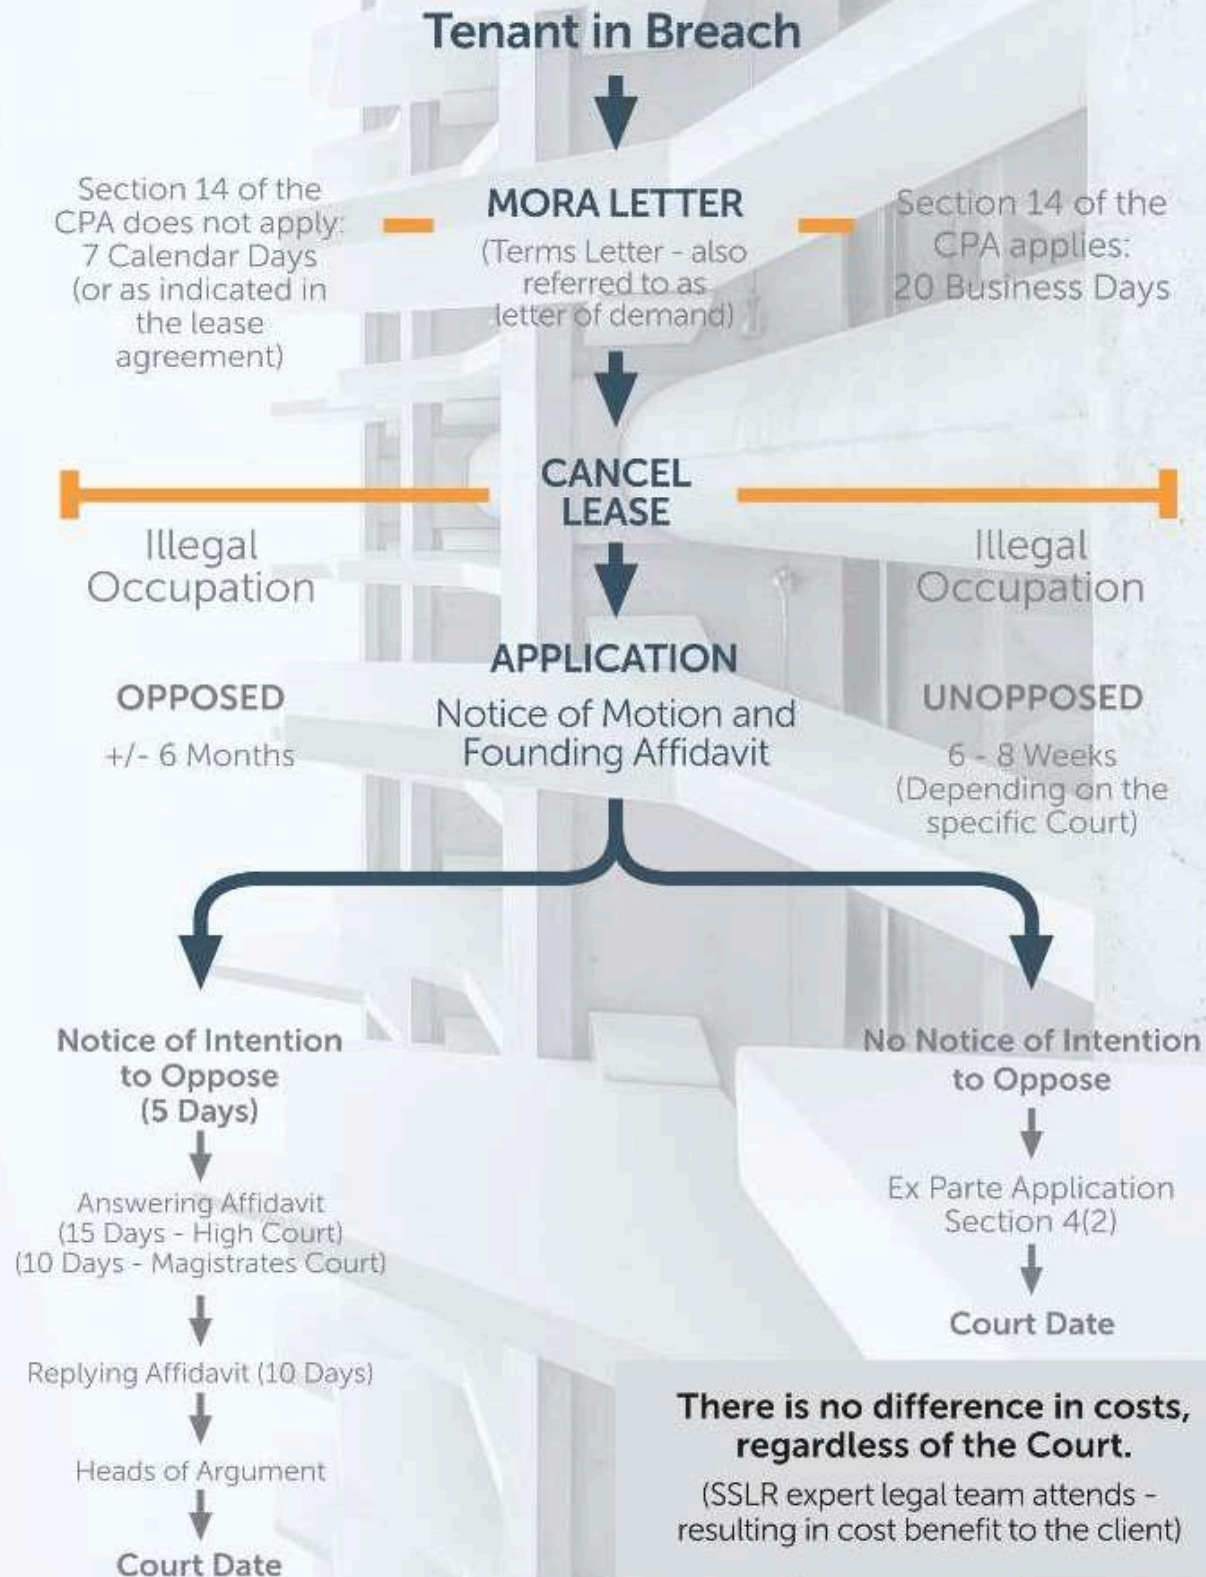 Tenant in Breach
Section 14 of the
CPA does not apply:
7 Calendar Days
(or as indicated in
the lease
agreement)
MORA LETTER
(Terms Letter - also
referred to as
letter of demand)
Section 14 of the
CPA applies:
20 Business Days
CANCEL
LEASE
Illegal
Occupation
Illegal
Occupation
OPPOSED
+/- 6 Months
APPLICATION
Notice of Motion and
Founding Affidavit
UNOPPOSED
6 - 8 Weeks
(Depending on the
specific Court)
Notice of Intention
to Oppose
(5 Days)
Answering Affidavit
(15 Days - High Court)
(10 Days - Magistrates Court)
Replying Affidavit (10 Days)
Heads of Argument
Court Date
No Notice of Intention
to Oppose
Ex Parte Application
Section 4(2)
Court Date
There is no difference in costs,
regardless of the Court.
(SSLR expert legal team attends -
resulting in cost benefit to the client)